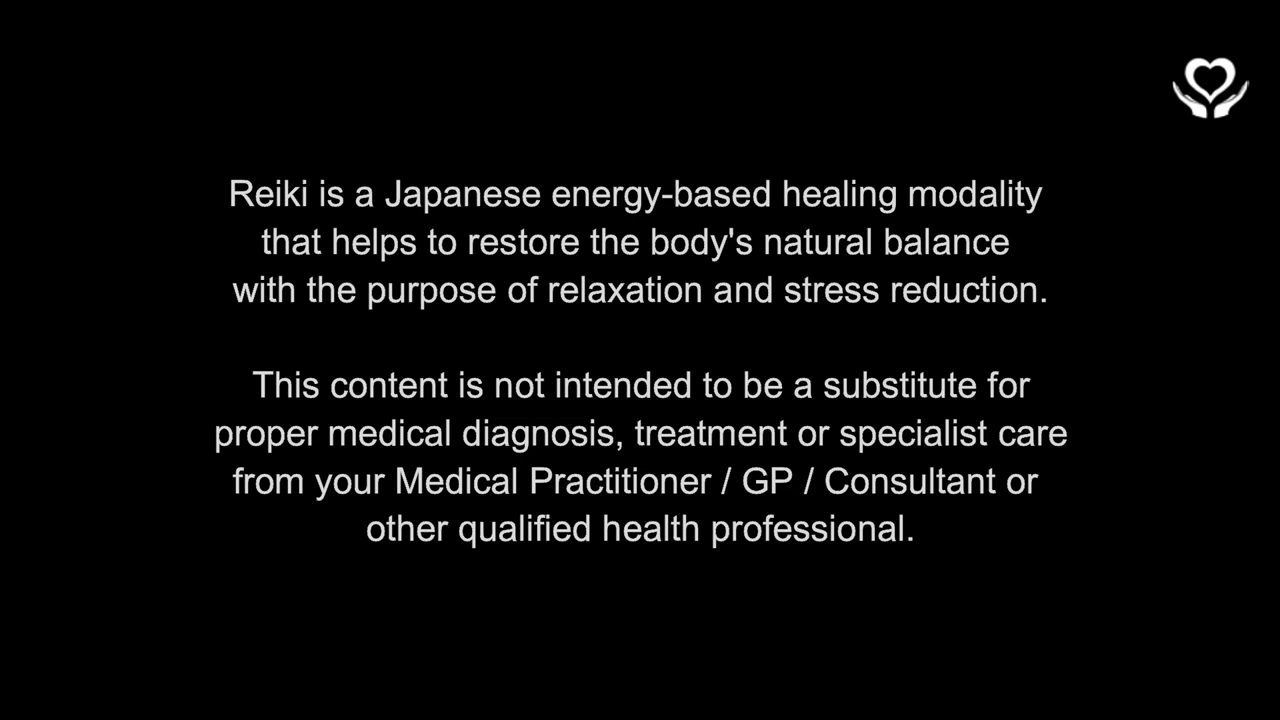 Reiki is a Japanese energy-based healing modality
that helps to restore the body's natural balance
with the purpose of relaxation and stress reduction.
This content is not intended to be a substitute for
proper medical diagnosis, treatment or specialist care
from your Medical Practitioner / GP / Consultant or
other qualified health professional.